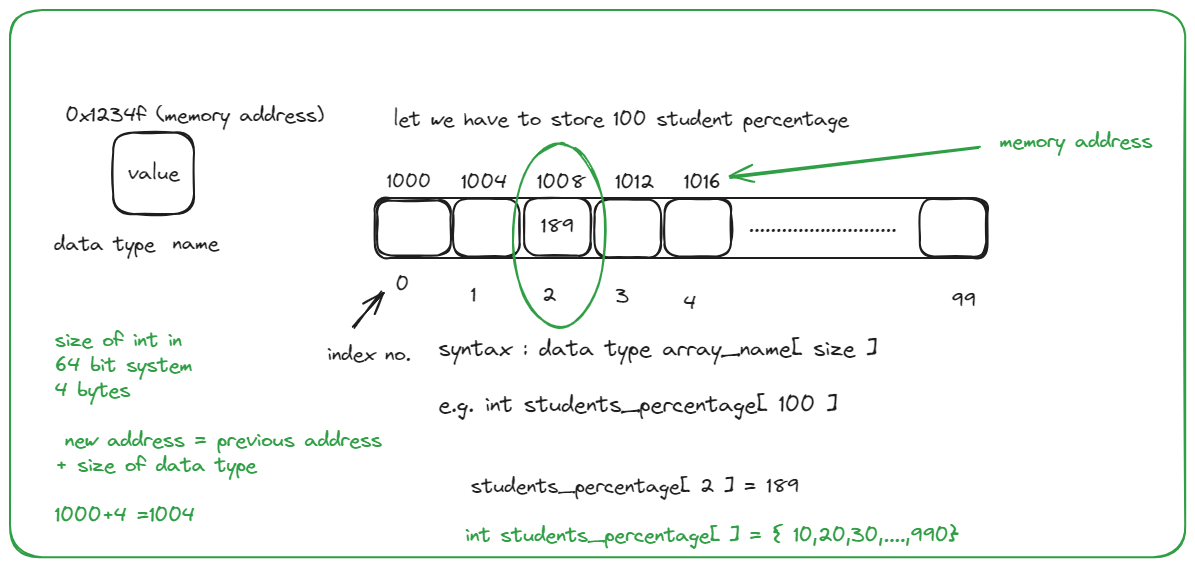 0x1234f (memory address)
value
data type name
let we have to store 100 student percentage
memory address
1000 1004 1008 1012 1016
189
0 1 2 3 4 99
index no.
size of int in
64 bit system
4 bytes
new address = previous address
+ size of data type
1000+4 =1004
syntax : data type array_name[ size ]
e.g. int students_percentage[ 100 ]
students_percentage[ 2 ] = 189
int students_percentage[ ] = { 10,20,30,....,990}